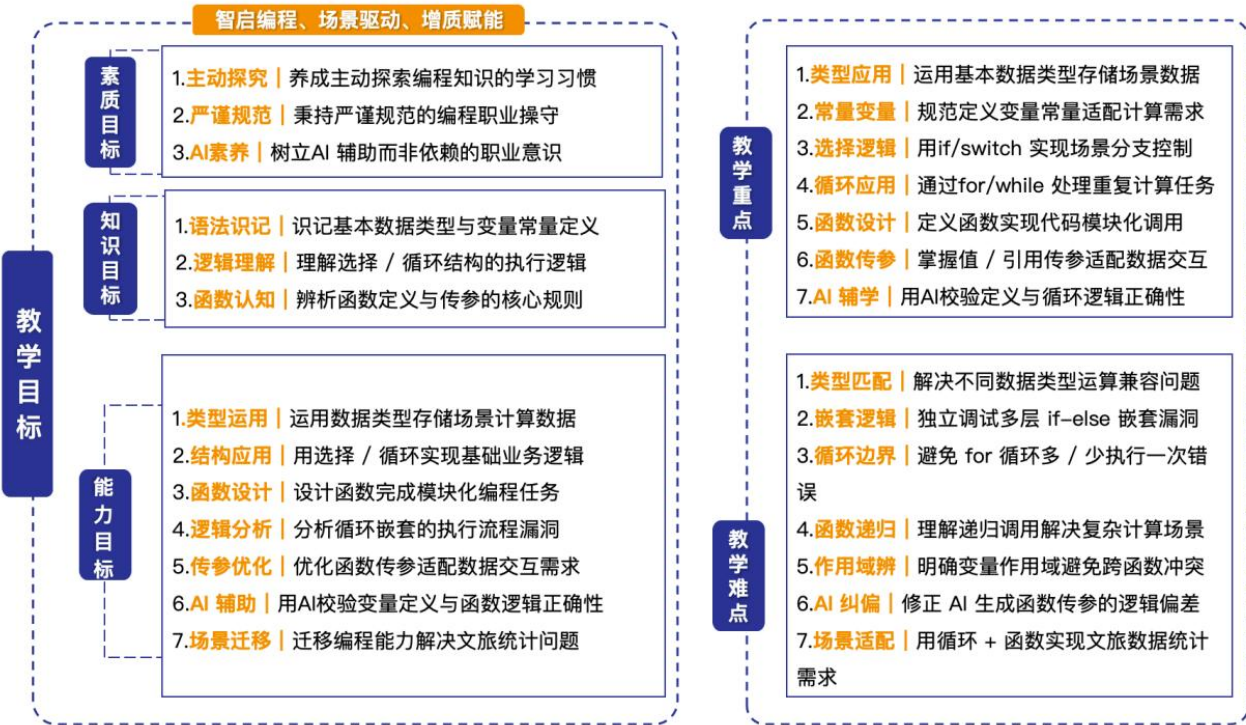 智启编程、场景驱动、增质赋能
教学目标
素质目标
1.主动探究｜养成主动探索编程知识的学习习惯
2.严谨规范｜秉持严谨规范的编程职业操守
3.AI素养｜树立AI 辅助而非依赖的职业意识
知识目标
1.语法识记｜识记基本数据类型与变量常量定义
2.逻辑理解｜理解选择 / 循环结构的执行逻辑
3.函数认知｜辨析函数定义与传参的核心规则
能力目标
1.类型运用｜运用数据类型存储场景计算数据
2.结构应用｜用选择 / 循环实现基础业务逻辑
3.函数设计｜设计函数完成模块化编程任务
4.逻辑分析｜分析循环嵌套的执行流程漏洞
5.传参优化｜优化函数传参适配数据交互需求
6.AI 辅助｜用AI校验变量定义与函数逻辑正确性
7.场景迁移｜迁移编程能力解决文旅统计问题
教学重点
1.类型应用｜运用基本数据类型存储场景数据
2.常量变量｜规范定义变量常量适配计算需求
3.选择逻辑｜用if/switch 实现场景分支控制
4.循环应用｜通过for/while 处理重复计算任务
5.函数设计｜定义函数实现代码模块化调用
6.函数传参｜掌握值 / 引用传参适配数据交互
7.AI 辅学｜用AI校验定义与循环逻辑正确性
教学难点
1.类型匹配｜解决不同数据类型运算兼容问题
2.嵌套逻辑｜独立调试多层 if-else 嵌套漏洞
3.循环边界｜避免 for 循环多 / 少执行一次错
误
4.函数递归｜理解递归调用解决复杂计算场景
5.作用域辨｜明确变量作用域避免跨函数冲突
6.AI 纠偏｜修正 AI 生成函数传参的逻辑偏差
7.场景适配｜用循环 + 函数实现文旅数据统计
需求